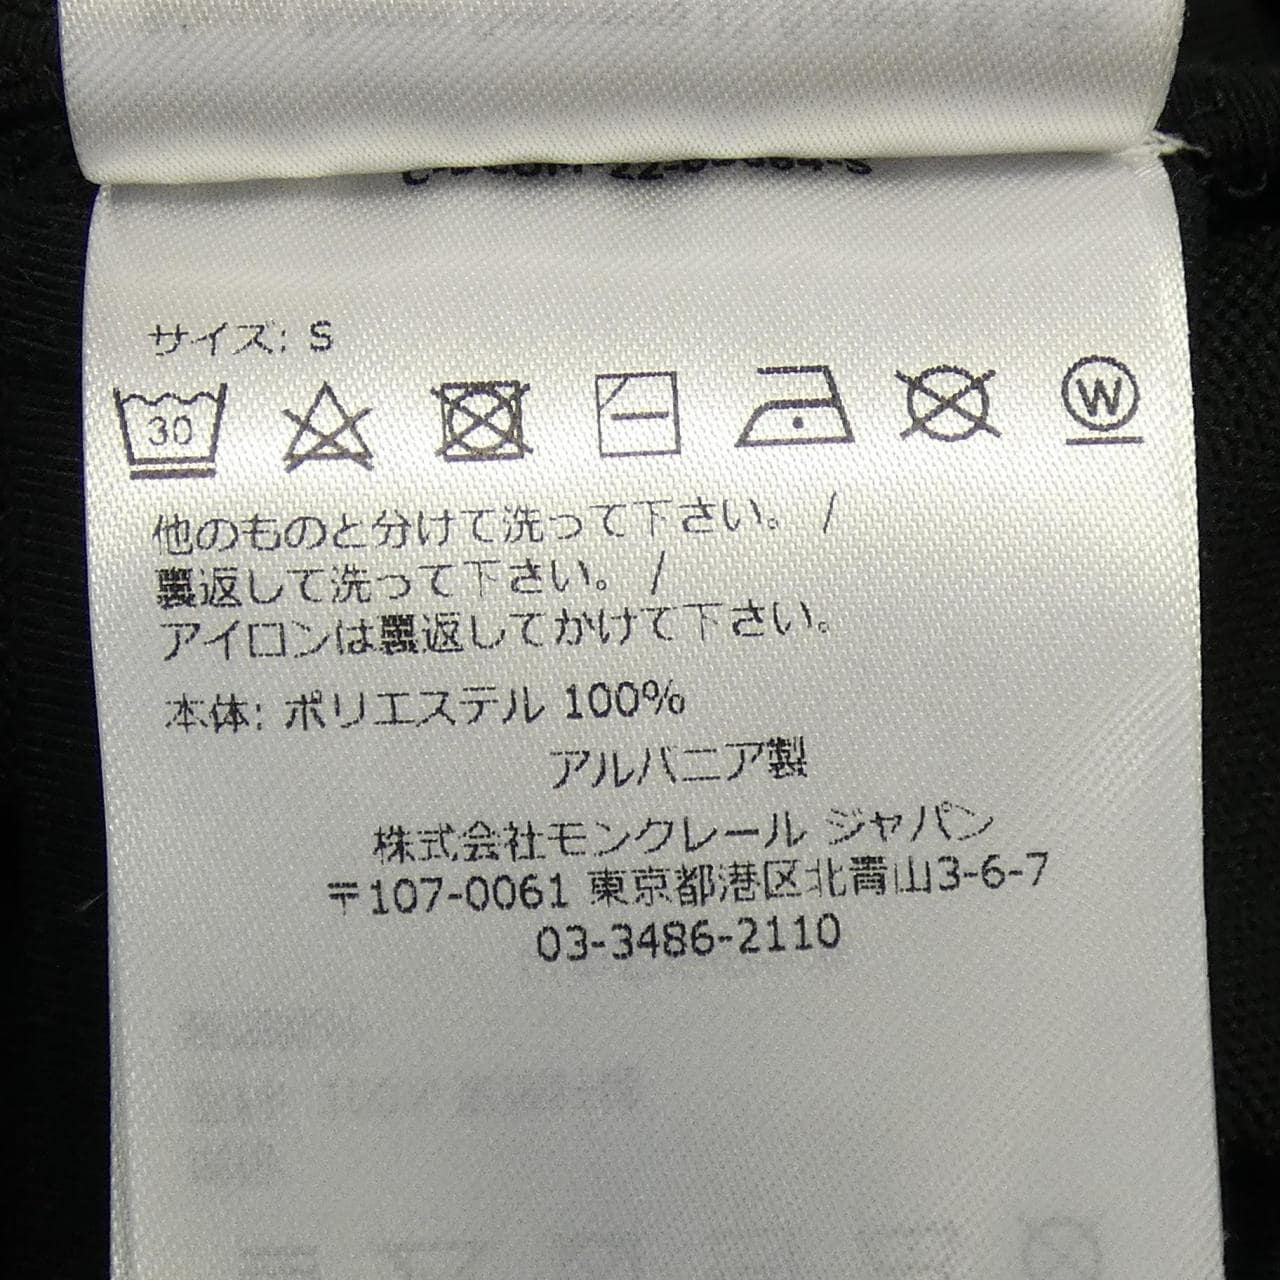 サイズ: S
30
W
他のものと分けて洗って下さい。 /
裏返して洗って下さい。 /
アイロンは裏返してかけて下さい。
本体: ポリエステル 100%
アルバニア製
株式会社モンクレール ジャパン
〒107-0061 東京都港区北青山3-6-7
03-3486-2110